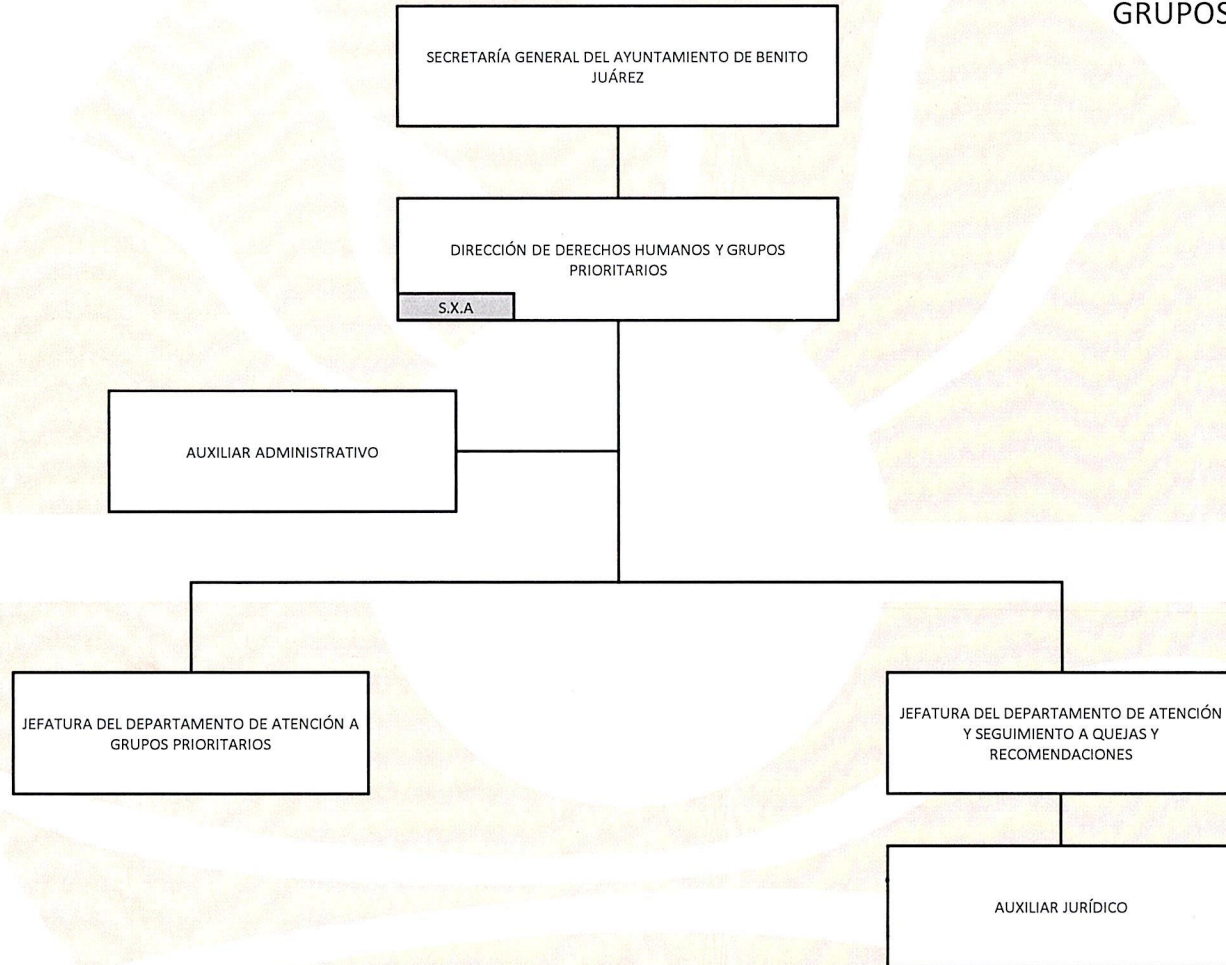 GRUPOS
SECRETARÍA GENERAL DEL AYUNTAMIENTO DE BENITO
JUÁREZ
DIRECCIÓN DE DERECHOS HUMANOS Y GRUPOS
PRIORITARIOS
S.X.A
AUXILIAR ADMINISTRATIVO
JEFATURA DEL DEPARTAMENTO DE ATENCIÓN A
GRUPOS PRIORITARIOS
JEFATURA DEL DEPARTAMENTO DE ATENCIÓN
Y SEGUIMIENTO A QUEJAS Y
RECOMENDACIONES
AUXILIAR JURÍDICO